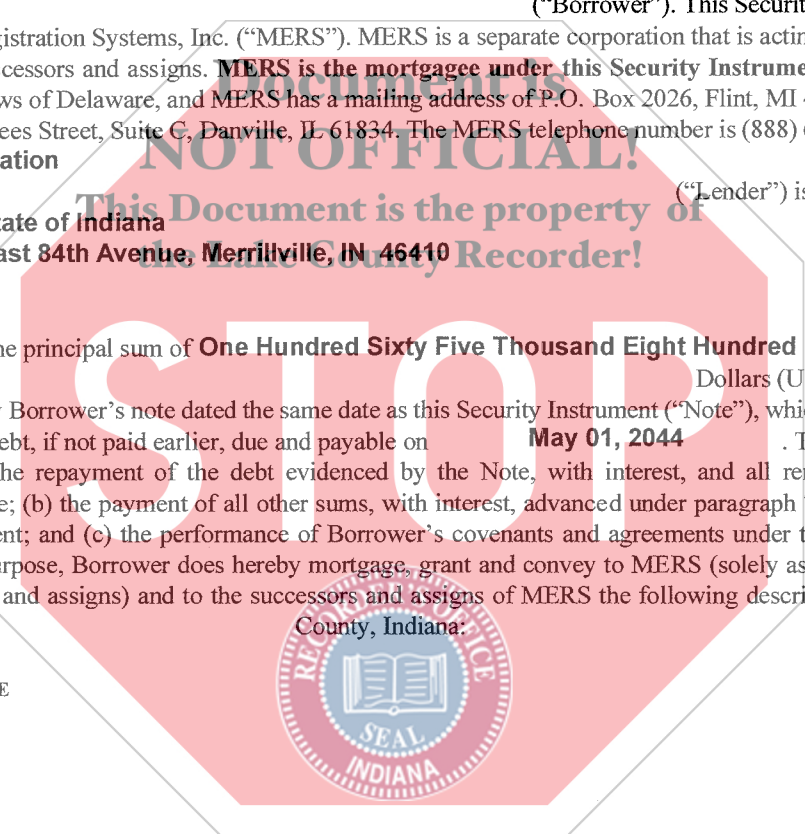 ("Borrower"). This Securit
gistration Systems, Inc. ("MERS"). MERS is a separate corporation that is actin
ccessors and assigns. MERS is the mortgagee under this Security Instrume
Document is
ws of Delaware, and MERS has a mailing address of P.O. Box 2026, Flint, MI
ees Street, Suite C, Danville, IL 61834. The MERS telephone number is (888)
NOT OFFICIAL!
ation
("Lender") is
This Document is the property of
tate of Indiana
ast 84th Avenue, Merrillville, IN 46410
the Lake County Recorder!
STOP
he principal sum of One Hundred Sixty Five Thousand Eight Hundred
Dollars (U
y Borrower's note dated the same date as this Security Instrument ("Note"), whic
ebt, if not paid earlier, due and payable on May 01, 2044 . T
he repayment of the debt evidenced by the Note, with interest, and all ren
e; (b) the payment of all other sums, with interest, advanced under paragraph
ent; and (c) the performance of Borrower's covenants and agreements under t
urpose, Borrower does hereby mortgage, grant and convey to MERS (solely as
and assigns) and to the successors and assigns of MERS the following descri
County, Indiana:
E
RECORDER'S OFFICE
SEAL
INDIANA